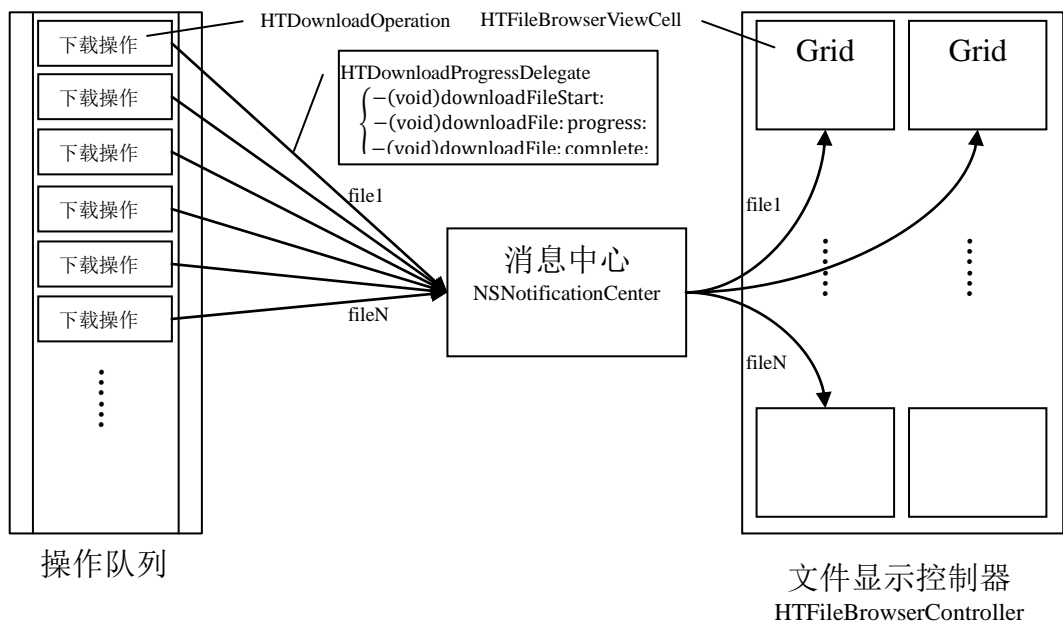 HTDownloadOperation
HTFileBrowserViewCell
下载操作
下载操作
下载操作
下载操作
下载操作
下载操作
HTDownloadProgressDelegate
−(void)downloadFileStart:
−(void)downloadFile: progress:
−(void)downloadFile: complete:
file1
fileN
消息中心
NSNotificationCenter
Grid
Grid
file1
fileN
操作队列
文件显示控制器
HTFileBrowserController